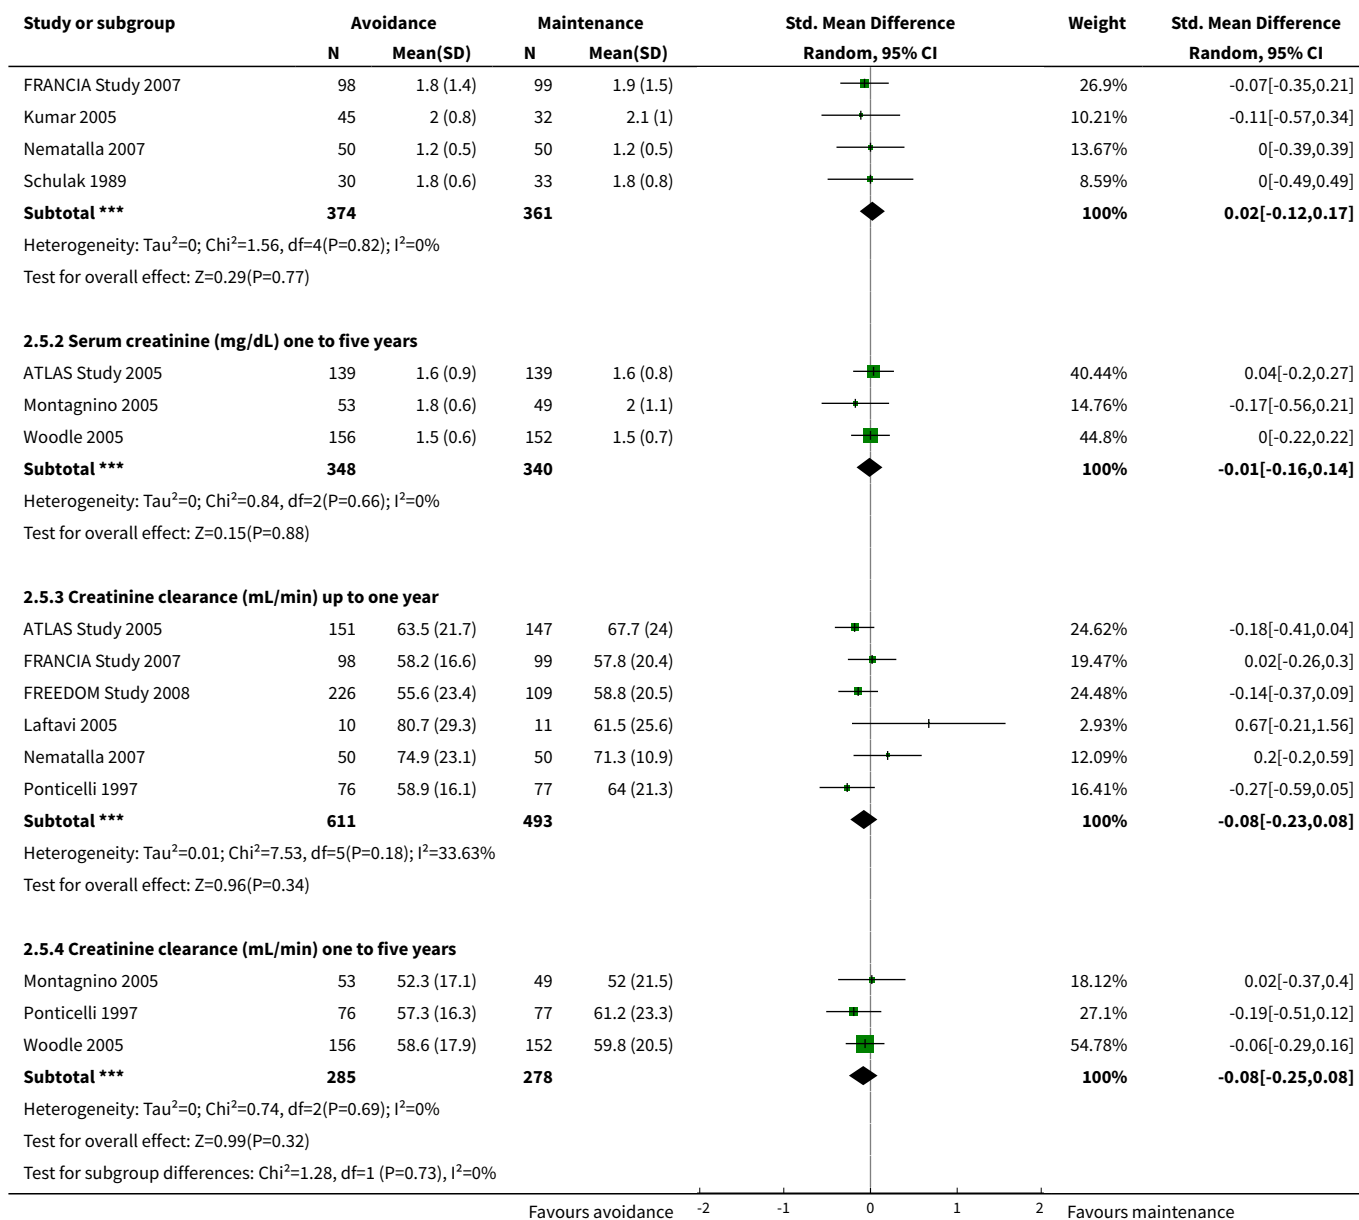 Study or subgroup Avoidance Maintenance Std. Mean Difference Weight Std. Mean Difference
N Mean(SD) N Mean(SD) Random, 95% CI Random, 95% CI
FRANCIA Study 2007 98 1.8 (1.4) 99 1.9 (1.5) 26.9% -0.07[-0.35,0.21]
Kumar 2005 45 2 (0.8) 32 2.1 (1) 10.21% -0.11[-0.57,0.34]
Nematalla 2007 50 1.2 (0.5) 50 1.2 (0.5) 13.67% 0[-0.39,0.39]
Schulak 1989 30 1.8 (0.6) 33 1.8 (0.8) 8.59% 0[-0.49,0.49]
Subtotal *** 374 361 100% 0.02[-0.12,0.17]
Heterogeneity: Tau²=0; Chi²=1.56, df=4(P=0.82); I²=0%
Test for overall effect: Z=0.29(P=0.77)
2.5.2 Serum creatinine (mg/dL) one to five years
ATLAS Study 2005 139 1.6 (0.9) 139 1.6 (0.8) 40.44% 0.04[-0.2,0.27]
Montagnino 2005 53 1.8 (0.6) 49 2 (1.1) 14.76% -0.17[-0.56,0.21]
Woodle 2005 156 1.5 (0.6) 152 1.5 (0.7) 44.8% 0[-0.22,0.22]
Subtotal *** 348 340 100% -0.01[-0.16,0.14]
Heterogeneity: Tau²=0; Chi²=0.84, df=2(P=0.66); I²=0%
Test for overall effect: Z=0.15(P=0.88)
2.5.3 Creatinine clearance (mL/min) up to one year
ATLAS Study 2005 151 63.5 (21.7) 147 67.7 (24) 24.62% -0.18[-0.41,0.04]
FRANCIA Study 2007 98 58.2 (16.6) 99 57.8 (20.4) 19.47% 0.02[-0.26,0.3]
FREEDOM Study 2008 226 55.6 (23.4) 109 58.8 (20.5) 24.48% -0.14[-0.37,0.09]
Laftavi 2005 10 80.7 (29.3) 11 61.5 (25.6) 2.93% 0.67[-0.21,1.56]
Nematalla 2007 50 74.9 (23.1) 50 71.3 (10.9) 12.09% 0.2[-0.2,0.59]
Ponticelli 1997 76 58.9 (16.1) 77 64 (21.3) 16.41% -0.27[-0.59,0.05]
Subtotal *** 611 493 100% -0.08[-0.23,0.08]
Heterogeneity: Tau²=0.01; Chi²=7.53, df=5(P=0.18); I²=33.63%
Test for overall effect: Z=0.96(P=0.34)
2.5.4 Creatinine clearance (mL/min) one to five years
Montagnino 2005 53 52.3 (17.1) 49 52 (21.5) 18.12% 0.02[-0.37,0.4]
Ponticelli 1997 76 57.3 (16.3) 77 61.2 (23.3) 27.1% -0.19[-0.51,0.12]
Woodle 2005 156 58.6 (17.9) 152 59.8 (20.5) 54.78% -0.06[-0.29,0.16]
Subtotal *** 285 278 100% -0.08[-0.25,0.08]
Heterogeneity: Tau²=0; Chi²=0.74, df=2(P=0.69); I²=0%
Test for overall effect: Z=0.99(P=0.32)
Test for subgroup differences: Chi²=1.28, df=1 (P=0.73), I²=0%
Favours avoidance -2 -1 0 1 2 Favours maintenance